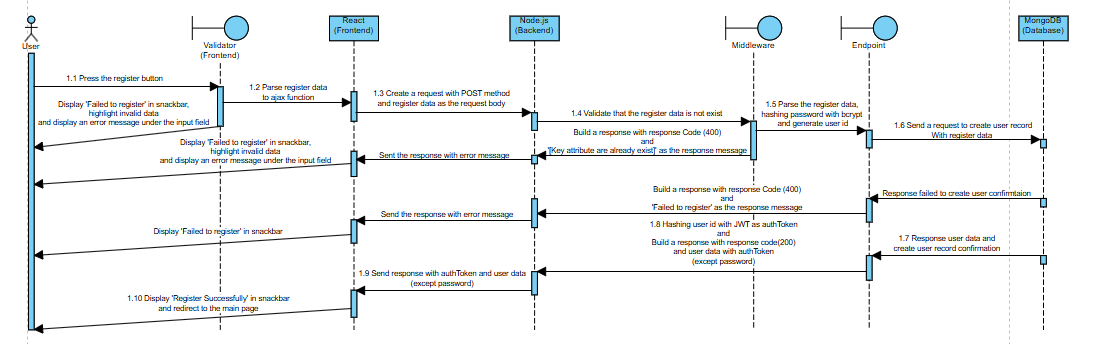 User
Validator
(Frontend)
React
(Frontend)
Node.js
(Backend)
Middleware
Endpoint
MongoDB
(Database)
1.1 Press the register button
1.2 Parse register data
to ajax function
1.3 Create a request with POST method
and register data as the request body
1.4 Validate that the register data is not exist
1.5 Parse the register data,
hashing password with bcrypt
and generate user id
1.6 Send a request to create user record
With register data
Display 'Failed to register' in snackbar,
highlight invalid data
and display an error message under the input field
Build a response with response Code (400)
and
'[Key attribute are already exist]' as the response message
Sent the response with error message
Display 'Failed to register' in snackbar,
highlight invalid data
and display an error message under the input field
Response failed to create user confirmtaion
Build a response with response Code (400)
and
'Failed to register' as the response message
Send the response with error message
Display 'Failed to register' in snackbar
1.7 Response user data and
create user record confirmation
1.8 Hashing user id with JWT as authToken
and
Build a response with response code(200)
and user data with authToken
(except password)
1.9 Send response with authToken and user data
(except password)
1.10 Display 'Register Successfully' in snackbar
and redirect to the main page